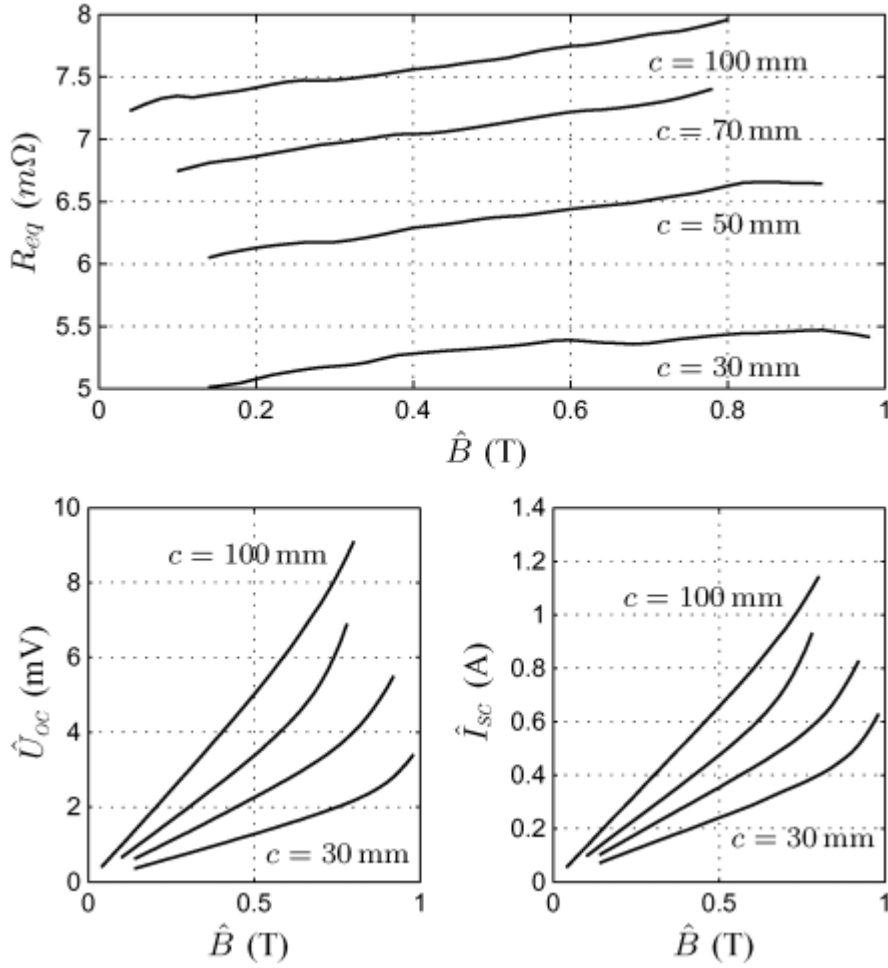 8
7.5
7
6.5
6
5.5
5
R_eq (mΩ)
c = 100 mm
c = 70 mm
c = 50 mm
c = 30 mm
0 0.2 0.4 0.6 0.8 1
B̂ (T)
10
8
6
4
2
0
Û_oc (mV)
c = 100 mm
c = 30 mm
0 0.5 1
B̂ (T)
1.4
1.2
1
0.8
0.6
0.4
0.2
0
Î_sc (A)
c = 100 mm
c = 30 mm
0 0.5 1
B̂ (T)